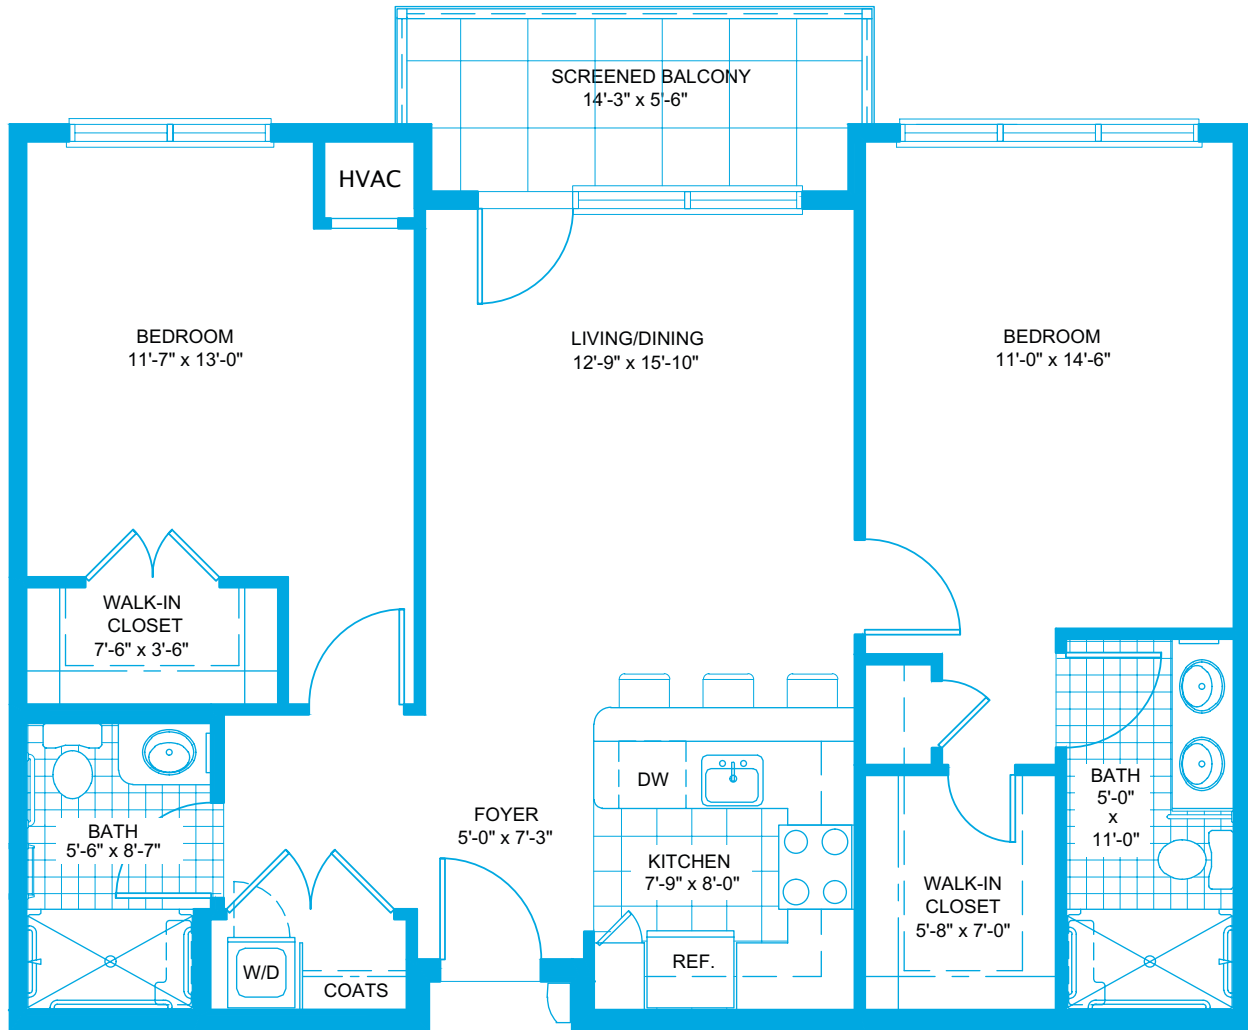 SCREENED BALCONY
14'-3" x 5'-6"
HVAC
BEDROOM
11'-7" x 13'-0"
LIVING/DINING
12'-9" x 15'-10"
BEDROOM
11'-0" x 14'-6"
WALK-IN
CLOSET
7'-6" x 3'-6"
DW
BATH
5'-0"
x
11'-0"
FOYER
5'-0" x 7'-3"
BATH
5'-6" x 8'-7"
KITCHEN
7'-9" x 8'-0"
WALK-IN
CLOSET
5'-8" x 7'-0"
REF.
W/D
COATS